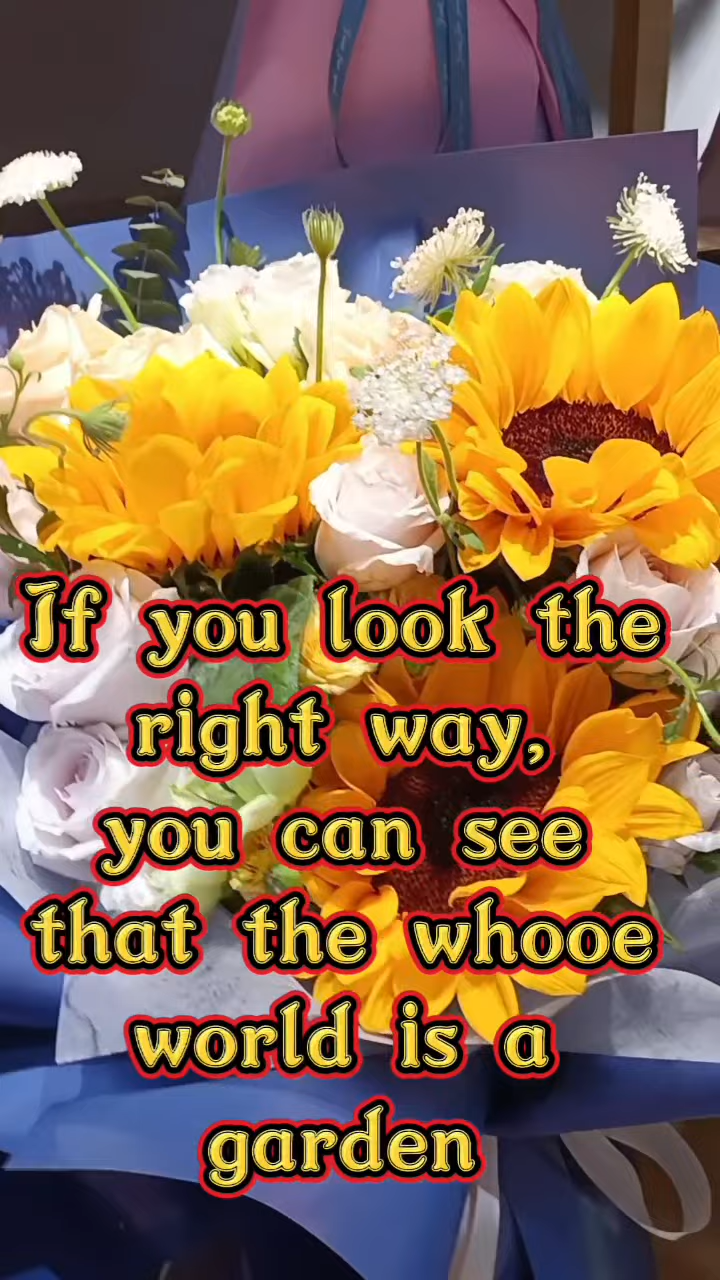 If you look the
right way,
you can see
that the whooe
world is a
garden